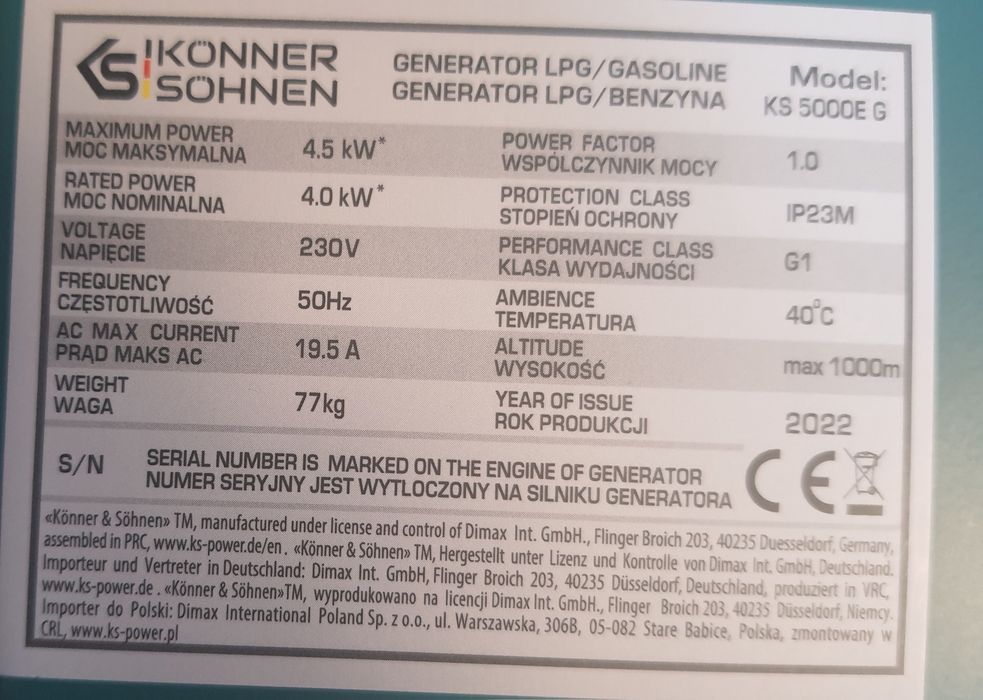 KÖNNER
SÖHNEN
GENERATOR LPG/GASOLINE
GENERATOR LPG/BENZYNA
Model:
KS 5000E G
MAXIMUM POWER
MOC MAKSYMALNA
4.5 kW*
POWER FACTOR
WSPÓLCZYNNIK MOCY
1.0
RATED POWER
MOC NOMINALNA
4.0 kW*
PROTECTION CLASS
STOPIEŃ OCHRONY
IP23M
VOLTAGE
NAPIĘCIE
230V
PERFORMANCE CLASS
KLASA WYDAJNOŚCI
G1
FREQUENCY
CZĘSTOTLIWOŚĆ
50Hz
AMBIENCE
TEMPERATURA
40°C
AC MAX CURRENT
PRĄD MAKS AC
19.5 A
ALTITUDE
WYSOKOŚĆ
max 1000m
WEIGHT
WAGA
77kg
YEAR OF ISSUE
ROK PRODUKCJI
2022
S/N
SERIAL NUMBER IS MARKED ON THE ENGINE OF GENERATOR
NUMER SERYJNY JEST WYTLOCZONY NA SILNIKU GENERATORA
CE
«Könner & Söhnen» TM, manufactured under license and control of Dimax Int. GmbH., Flinger Broich 203, 40235 Duesseldorf, Germany,
assembled in PRC, www.ks-power.de/en . «Könner & Söhnen» TM, Hergestellt unter Lizenz und Kontrolle von Dimax Int. GmbH, Deutschland.
Importeur und Vertreter in Deutschland: Dimax Int. GmbH, Flinger Broich 203, 40235 Düsseldorf, Deutschland, produziert in VRC,
www.ks-power.de . «Könner & Söhnen»TM, wyprodukowano na licencji Dimax Int. GmbH., Flinger Broich 203, 40235 Düsseldorf, Niemcy.
Importer do Polski: Dimax International Poland Sp. z o.o., ul. Warszawska, 306B, 05-082 Stare Babice, Polska, zmontowany w
CRL, www.ks-power.pl